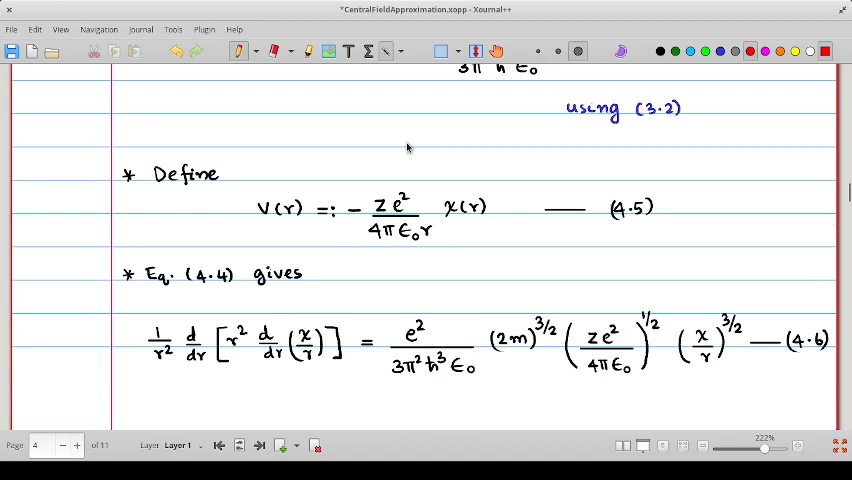 *CentralFieldApproximation.xopp - Xournal++
File Edit View Navigation Journal Tools Plugin Help
3π ħ ϵ₀
using (3.2)
* Define
V(r) =: - Ze²/4πϵ₀r χ(r) —— (4.5)
* Eq. (4.4) gives
1/r² d/dr [r² d/dr (χ/r)] = e²/3π²ħ³ϵ₀ (2m)^3/2 (Ze²/4πϵ₀)^1/2 (χ/r)^3/2 —— (4.6)
Page 4 of 11 Layer Layer 1 222%